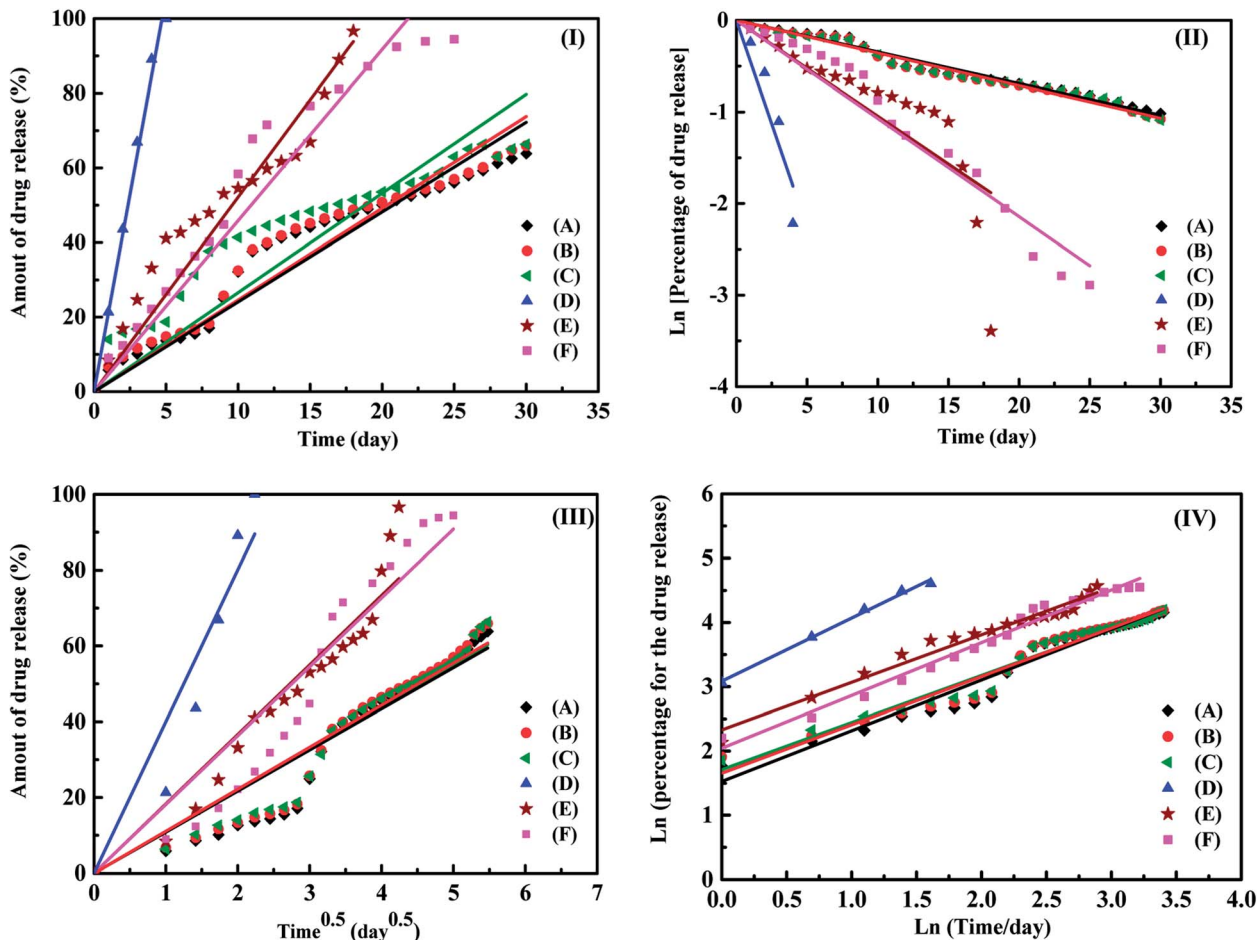 (I)
Amout of drug release (%)
100
80
60
40
20
0
(A)
(B)
(C)
(D)
(E)
(F)
0 5 10 15 20 25 30 35
Time (day)
(II)
Ln [Percentage of drug release)
-0
-1
-2
-3
-4
(A)
(B)
(C)
(D)
(E)
(F)
0 5 10 15 20 25 30 35
Time (day)
(III)
Amout of drug release (%)
100
80
60
40
20
0
(A)
(B)
(C)
(D)
(E)
(F)
0 1 2 3 4 5 6 7
Time^0.5 (day^0.5)
(IV)
Ln (percentage for the drug release)
6
5
4
3
2
1
0
(A)
(B)
(C)
(D)
(E)
(F)
0.0 0.5 1.0 1.5 2.0 2.5 3.0 3.5 4.0
Ln (Time/day)